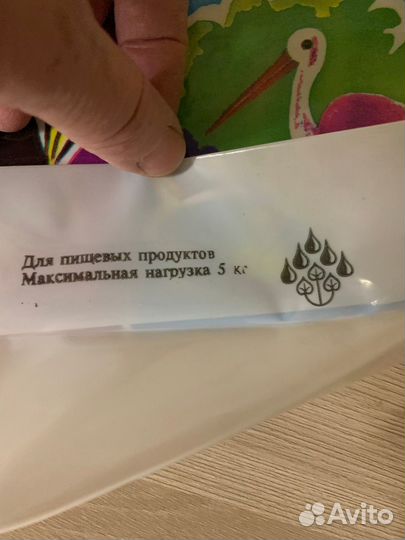 Для пищевых продуктов
Максимальная нагрузка 5 кг
Avito